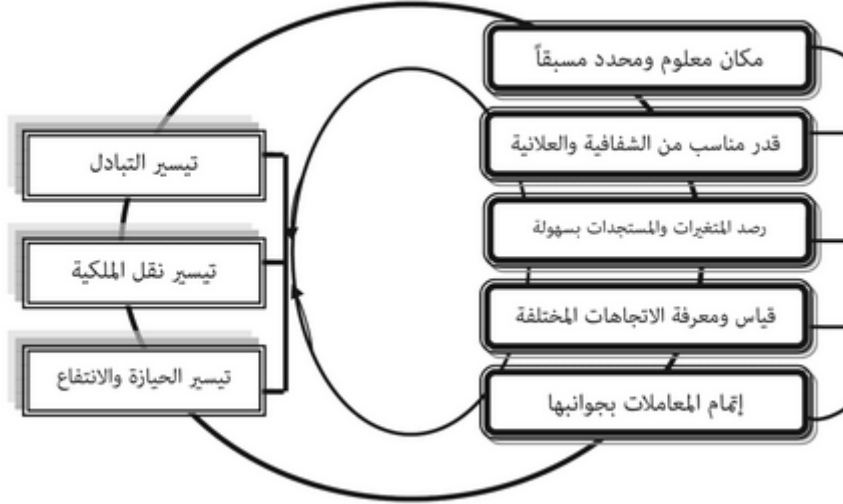 مكان معلوم ومحدد مسبقاً
قدر مناسب من الشفافية والعلانية
رصد المتغيرات والمستجدات بسهولة
قياس ومعرفة الاتجاهات المختلفة
إتمام المعاملات بجوانبها
تيسير التبادل
تيسير نقل الملكية
تيسير الحيازة والانتفاع